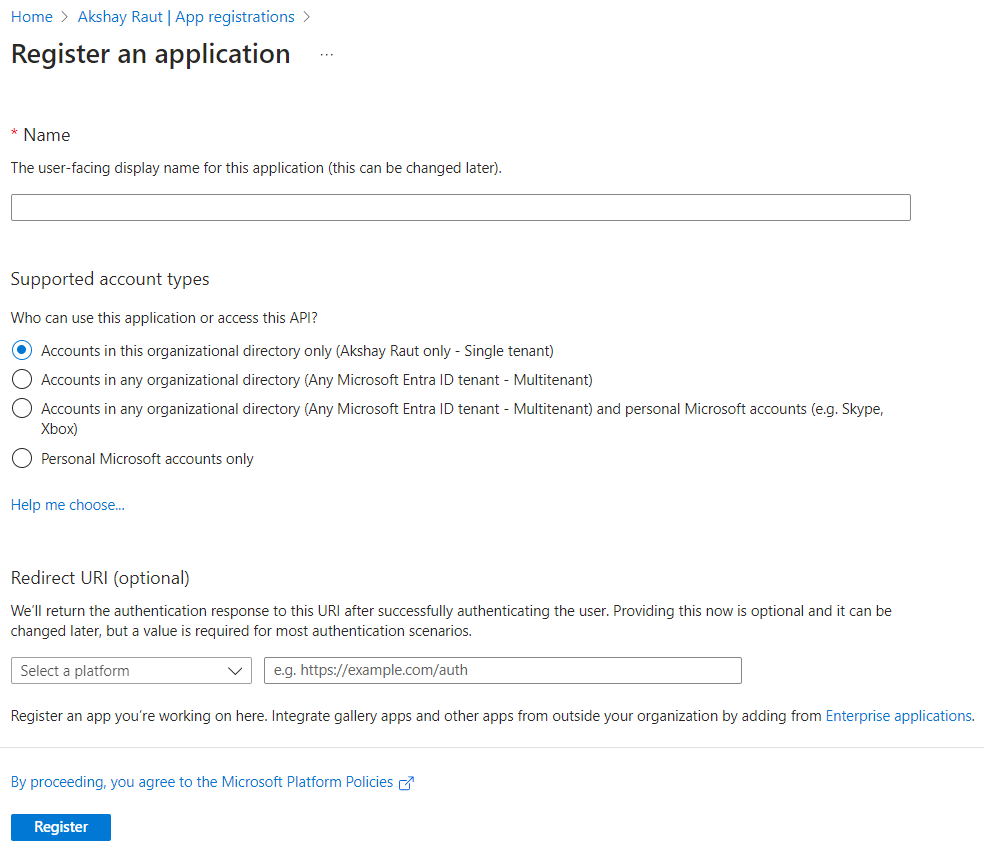 Home > Akshay Raut | App registrations >
Register an application ...
* Name
The user-facing display name for this application (this can be changed later).
Supported account types
Who can use this application or access this API?
Accounts in this organizational directory only (Akshay Raut only - Single tenant)
Accounts in any organizational directory (Any Microsoft Entra ID tenant - Multitenant)
Accounts in any organizational directory (Any Microsoft Entra ID tenant - Multitenant) and personal Microsoft accounts (e.g. Skype,
Xbox)
Personal Microsoft accounts only
Help me choose...
Redirect URI (optional)
We'll return the authentication response to this URI after successfully authenticating the user. Providing this now is optional and it can be
changed later, but a value is required for most authentication scenarios.
Select a platform e.g. https://example.com/auth
Register an app you're working on here. Integrate gallery apps and other apps from outside your organization by adding from Enterprise applications.
By proceeding, you agree to the Microsoft Platform Policies
Register